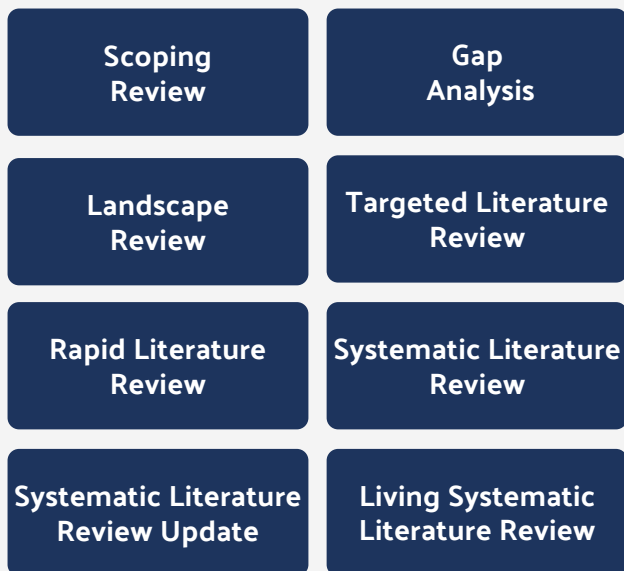 Scoping
Review
Gap
Analysis
Landscape
Review
Targeted Literature
Review
Rapid Literature
Review
Systematic Literature
Review
Systematic Literature
Review Update
Living Systematic
Literature Review